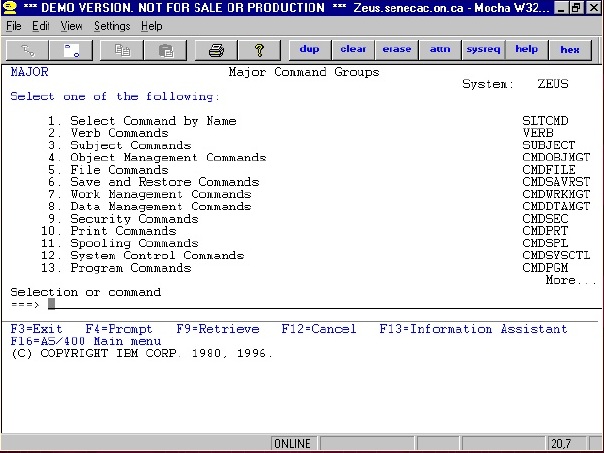 *** DEMO VERSION. NOT FOR SALE OR PRODUCTION *** Zeus.senecac.on.ca - Mocha W32...
File Edit View Settings Help
dup clear erase attn sysreq help hex
MAJOR Major Command Groups
System: ZEUS
Select one of the following:
1. Select Command by Name SLTCMD
2. Verb Commands VERB
3. Subject Commands SUBJECT
4. Object Management Commands CMDOBJMGT
5. File Commands CMDFILE
6. Save and Restore Commands CMDSAVRST
7. Work Management Commands CMDWRKMGT
8. Data Management Commands CMDDTAMGT
9. Security Commands CMDSEC
10. Print Commands CMDPRT
11. Spooling Commands CMDSPL
12. System Control Commands CMDSYSCTL
13. Program Commands CMDPGM
More...
Selection or command
===>
F3=Exit F4=Prompt F9=Retrieve F12=Cancel F13=Information Assistant
F16=AS/400 Main menu
(C) COPYRIGHT IBM CORP. 1980, 1996.
ONLINE 20,7